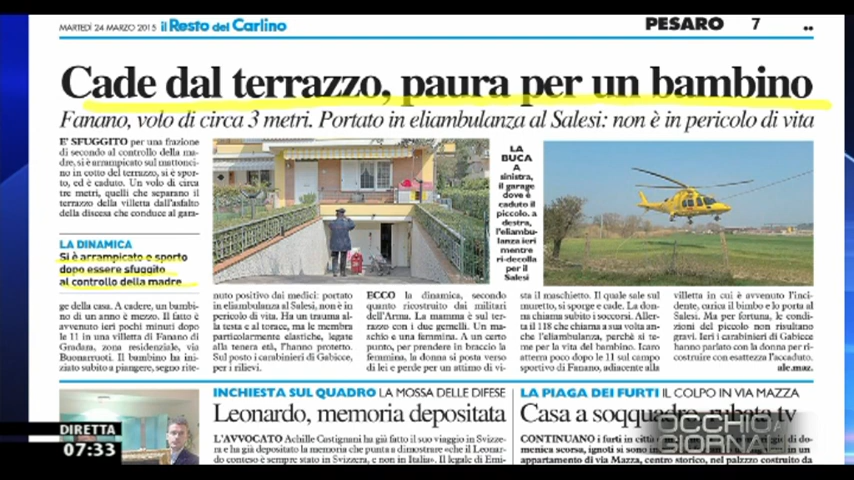 MARTEDÌ 24 MARZO 2015 il Resto del Carlino
PESARO 7 ••
Cade dal terrazzo, paura per un bambino
Fanano, volo di circa 3 metri. Portato in eliambulanza al Salesi: non è in pericolo di vita
E' SFUGGITO per una frazione
di secondo al controllo della ma-
dre, si è arrampicato sul mattonci-
no in cotto del terrazzo, si è spor-
to, ed è caduto. Un volo di circa
tre metri, quelli che separano il
terrazzo della villetta dall'asfalto
della discesa che conduce al gara-
LA DINAMICA
Si è arrampicato e sporto
dopo essere sfuggito
al controllo della madre
ge della casa. A cadere, un bambi-
no di un anno è mezzo. Il fatto è
avvenuto ieri pochi minuti dopo
le 11 in una villetta di Fanano di
Gradara, zona residenziale, via
Buonarruoti. Il bambino ha ini-
ziato subito a piangere, segno rite-
LA
BUCA
A
sinistra,
il garage
dove è
caduto il
piccolo. a
destra,
l'eliambu-
lanza ieri
mentre
ri-decolla
per il
Salesi
nuto positivo dai medici: portato
in eliambulanza al Salesi, non è in
pericolo di vita. Ha un trauma al-
la testa e al torace, ma le membra
particolarmente elastiche, legate
alla tenera età, l'hanno protetto.
Sul posto i carabinieri di Gabicce,
per i rilievi.
ECCO la dinamica, secondo
quanto ricostruito dai militari
dell'Arma. La mamma è sul ter-
razzo con i due gemelli. Un ma-
schio e una femmina. A un certo
punto, per prendere in braccio la
femmina, la donna si posta verso
di lei e perde per un attimo di vi-
sta il maschietto. Il quale sale sul
muretto, si sporge e cade. La don-
na chiama subito i soccorsi. Aller-
ta il 118 che chiama a sua volta an-
che l'eliambulanza, perché si te-
me per la vita del bambino. Icaro
atterra poco dopo le 11 sul campo
sportivo di Fanano, adiacente alla
villetta in cui è avvenuto l'inci-
dente, carica il bimbo e lo porta al
Salesi. Ma per fortuna, le condi-
zioni del piccolo non risultano
gravi. Ieri i carabinieri di Gabicce
hanno parlato con la donna per ri-
costruire con esattezza l'accaduto.
ale.maz.
INCHIESTA SUL QUADRO LA MOSSA DELLE DIFESE
Leonardo, memoria depositata
L'AVVOCATO Achille Castignani ha già fatto il suo viaggio in Svizze-
ra e ha già depositato la memoria che punta a dimostrare «che il Leonar-
do conteso è sempre stato in Svizzera, e non in Italia». Il legale di Emi-
LA PIAGA DEI FURTI IL COLPO IN VIA MAZZA
Casa a soqquadro, rubata tv
CONTINUANO i furti in città
menica scorsa, ignoti si sono in
appartamento di via Mazza, centro storico, nel palzzo costruito da
DIRETTA
07:33
OCCHIO
GIORNALI